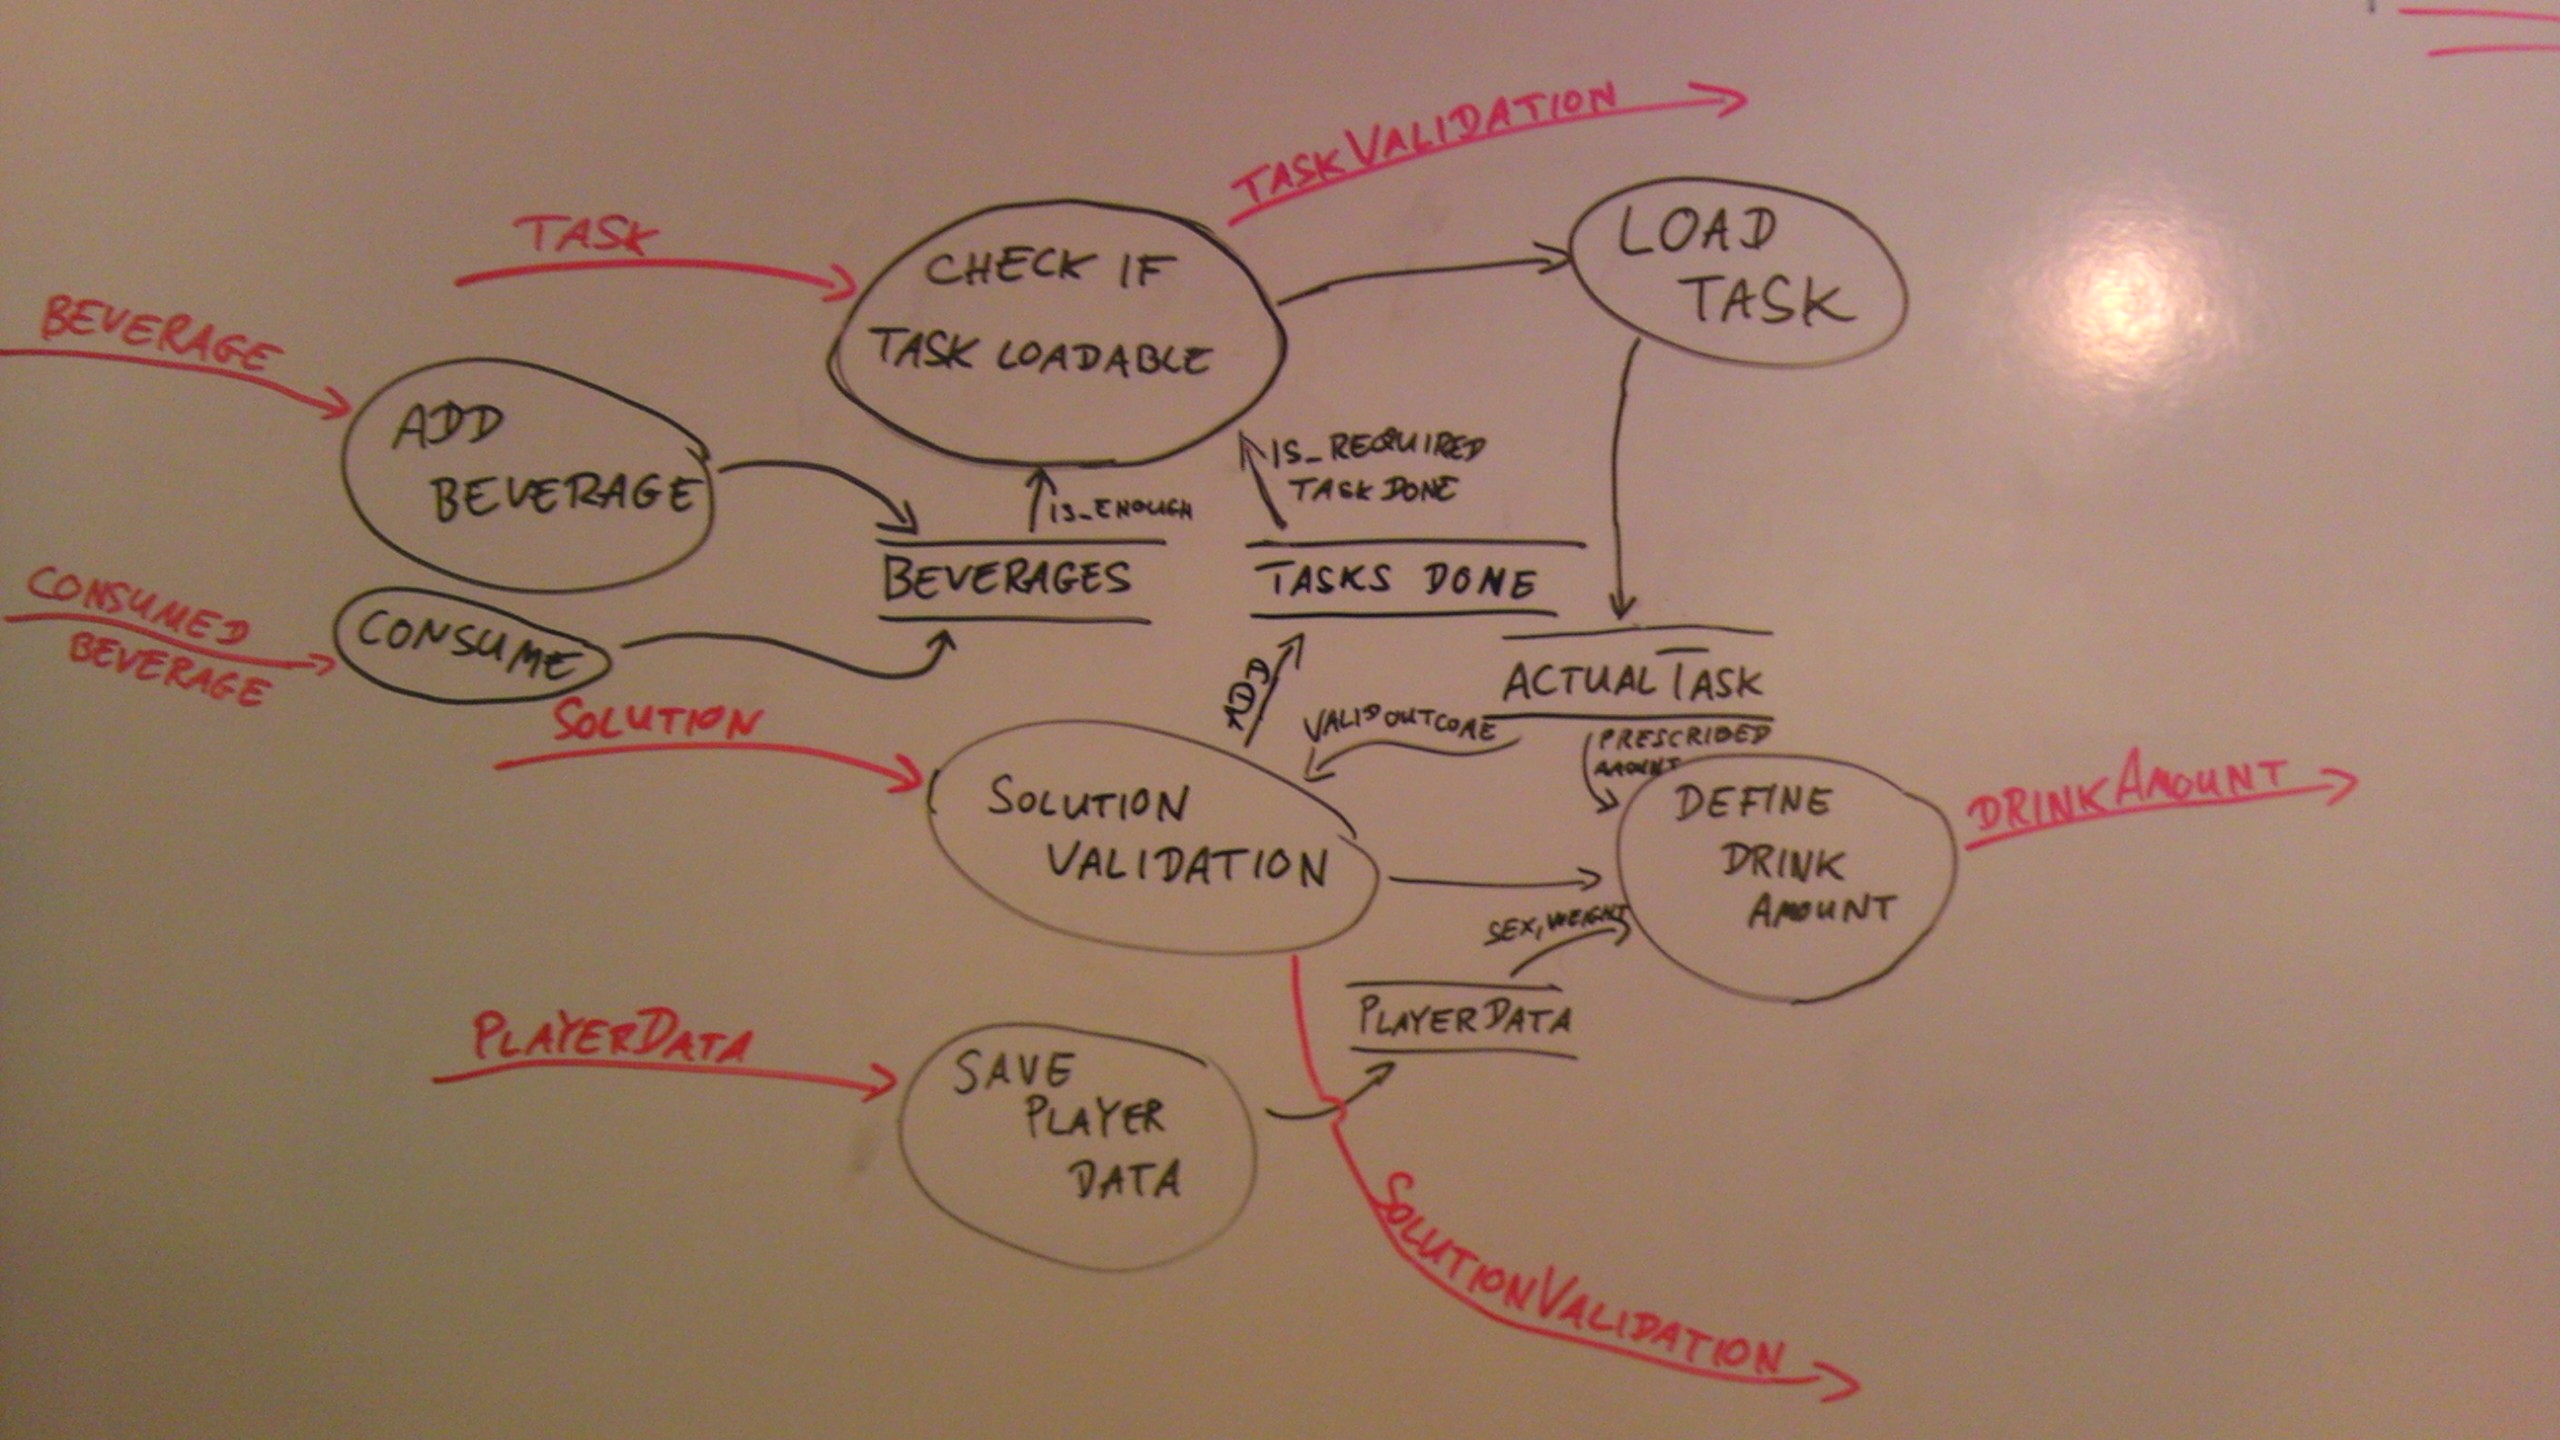 TASKVALIDATION
TASK
CHECK IF
TASK LOADABLE
LOAD
TASK
BEVERAGE
ADD
BEVERAGE
IS_ENOUGH
IS_REQUIRED
TASK DONE
BEVERAGES
TASKS DONE
CONSUMED
BEVERAGE
CONSUME
ACTUAL TASK
ADD
VALIDOUTCOME
PRESCRIBED
AMOUNT
SOLUTION
SOLUTION
VALIDATION
DEFINE
DRINK
AMOUNT
DRINKAMOUNT
SEX, WEIGHT
PLAYERDATA
PLAYERDATA
SAVE
PLAYER
DATA
SOLUTIONVALIDATION